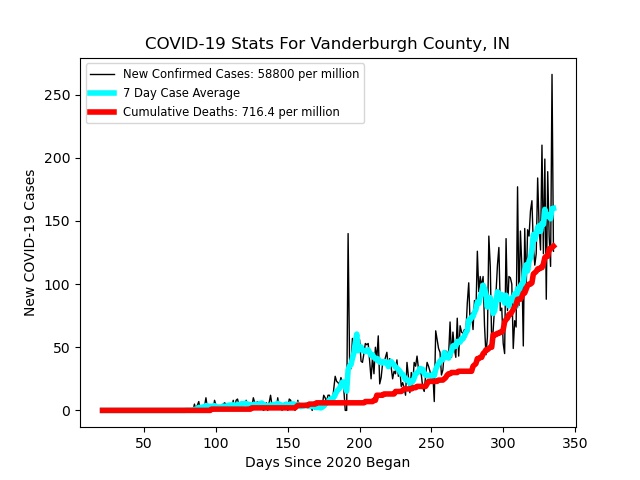 COVID-19 Stats For Vanderburgh County, IN
New Confirmed Cases: 58800 per million
7 Day Case Average
Cumulative Deaths: 716.4 per million
New COVID-19 Cases
250
200
150
100
50
0
50 100 150 200 250 300 350
Days Since 2020 Began